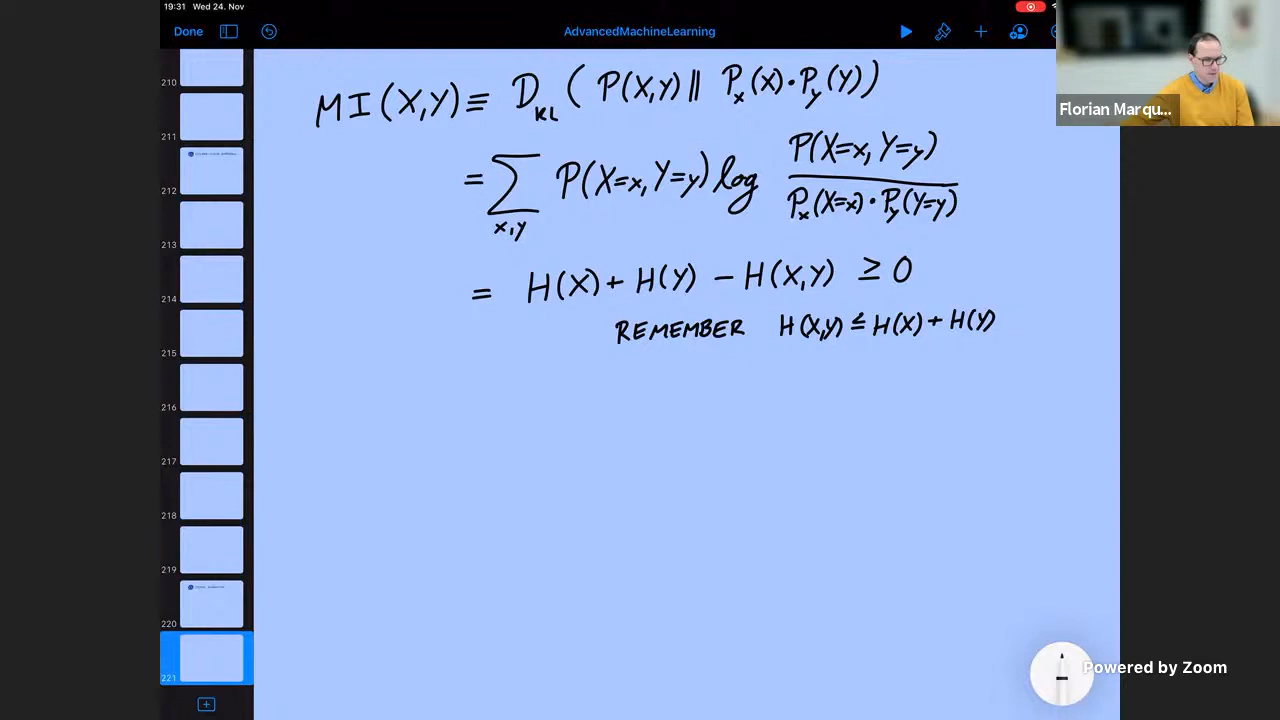 19:31 Wed 24. Nov
Done
AdvancedMachineLearning
Florian Marqu...
MI(X,Y) ≡ D_KL ( P(X,Y) || P_x(X)·P_y(Y))
= ∑_{x,y} P(X=x, Y=y) log P(X=x, Y=y) / P_x(X=x)·P_y(Y=y)
= H(X) + H(Y) - H(X,Y) ≥ 0
REMEMBER H(X,Y) ≤ H(X) + H(Y)
210
211
212
213
214
215
216
217
218
219
220
221
Powered by Zoom